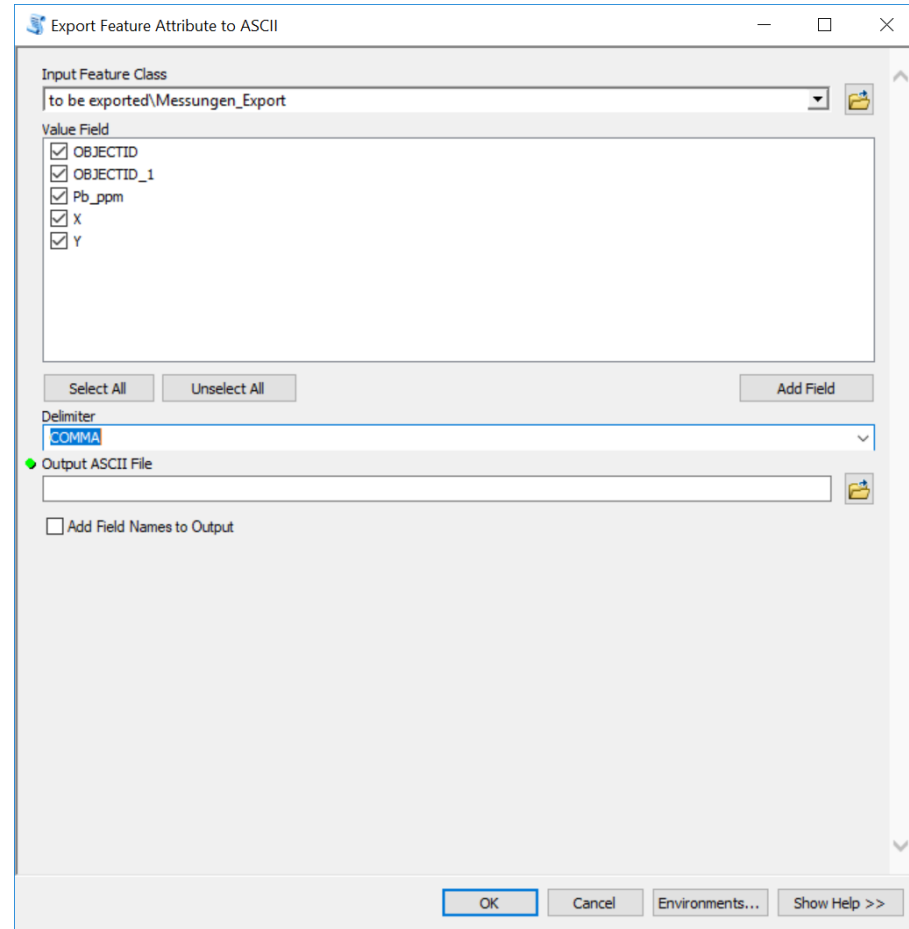 Export Feature Attribute to ASCII
Input Feature Class
to be exported\Messungen_Export
Value Field
OBJECTID
OBJECTID_1
Pb_ppm
X
Y
Select All Unselect All Add Field
Delimiter
COMMA
Output ASCII File
Add Field Names to Output
OK Cancel Environments... Show Help >>